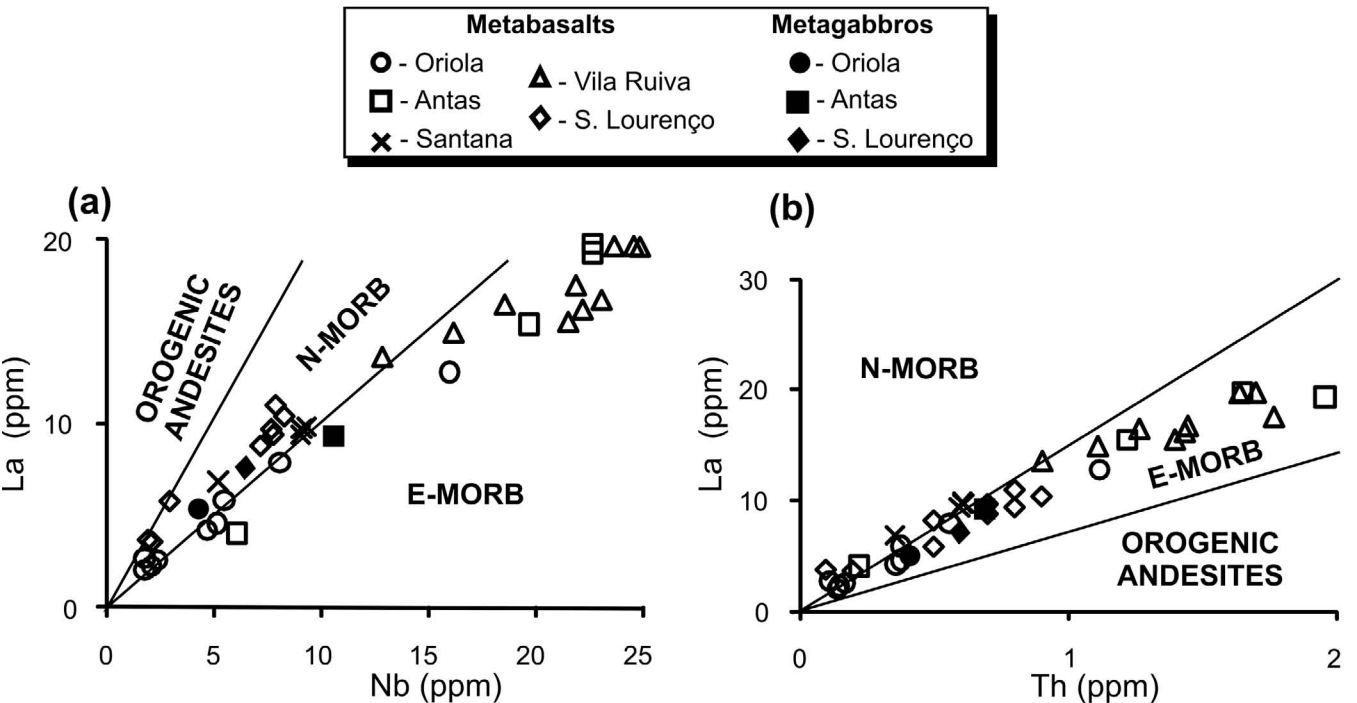 Metabasalts Metagabbros
- Oriola - Vila Ruiva - Oriola
- Antas - S. Lourenço - Antas
- Santana - S. Lourenço
(a)
20
10
0
La (ppm)
OROGENIC
ANDESITES
N-MORB
E-MORB
0 5 10 15 20 25
Nb (ppm)
(b)
30
20
10
0
La (ppm)
N-MORB
E-MORB
OROGENIC
ANDESITES
0 1 2
Th (ppm)